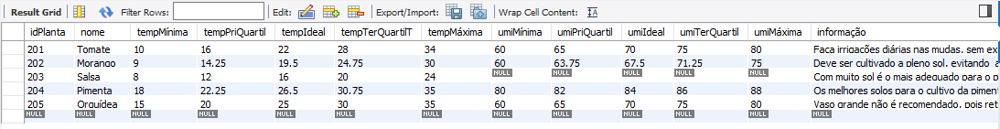 Result Grid Filter Rows: Edit: Export/Import: Wrap Cell Content:
idPlanta nome tempMínima tempPriQuartil tempIdeal tempTerQuartilT tempMáxima umiMínima umiPriQuartil umiIdeal umiTerQuartil umiMáxima informação
201 Tomate 10 16 22 28 34 60 65 70 75 80 Faça irrigações diárias nas mudas, sem ex
202 Morango 9 14.25 19.5 24.75 30 60 63.75 67.5 71.25 75 Deve ser cultivado a pleno sol, evitando a
203 Salsa 8 12 16 20 24 NULL NULL NULL NULL NULL Com muito sol é o mais adequado para o p
204 Pimenta 18 22.25 26.5 30.75 35 80 82 84 86 88 Os melhores solos para o cultivo da piment
205 Orquídea 15 20 25 30 35 60 65 70 75 80 Vaso grande não é recomendado, pois ret
NULL NULL NULL NULL NULL NULL NULL NULL NULL NULL NULL NULL NULL